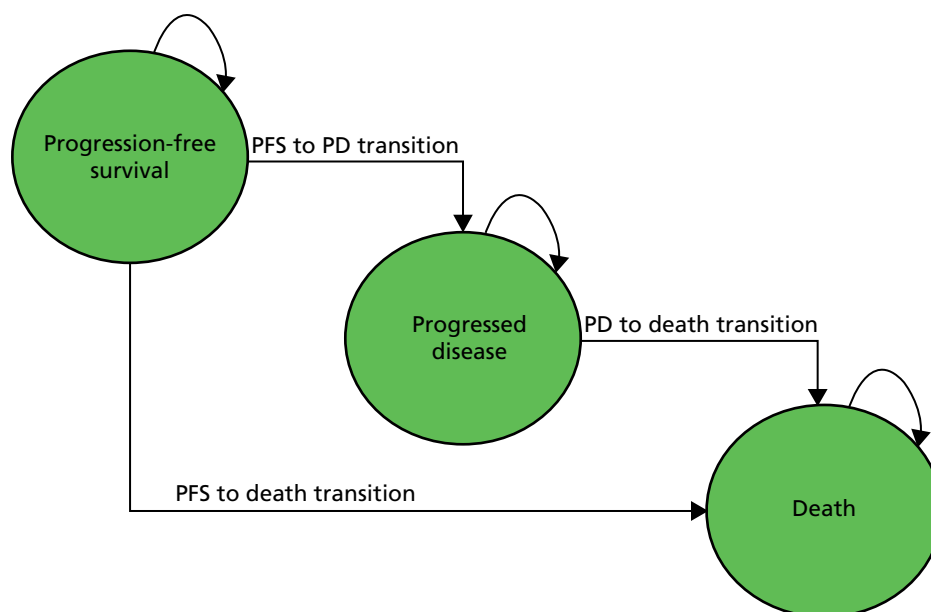 Progression-free
survival
PFS to PD transition
Progressed
disease
PD to death transition
PFS to death transition
Death